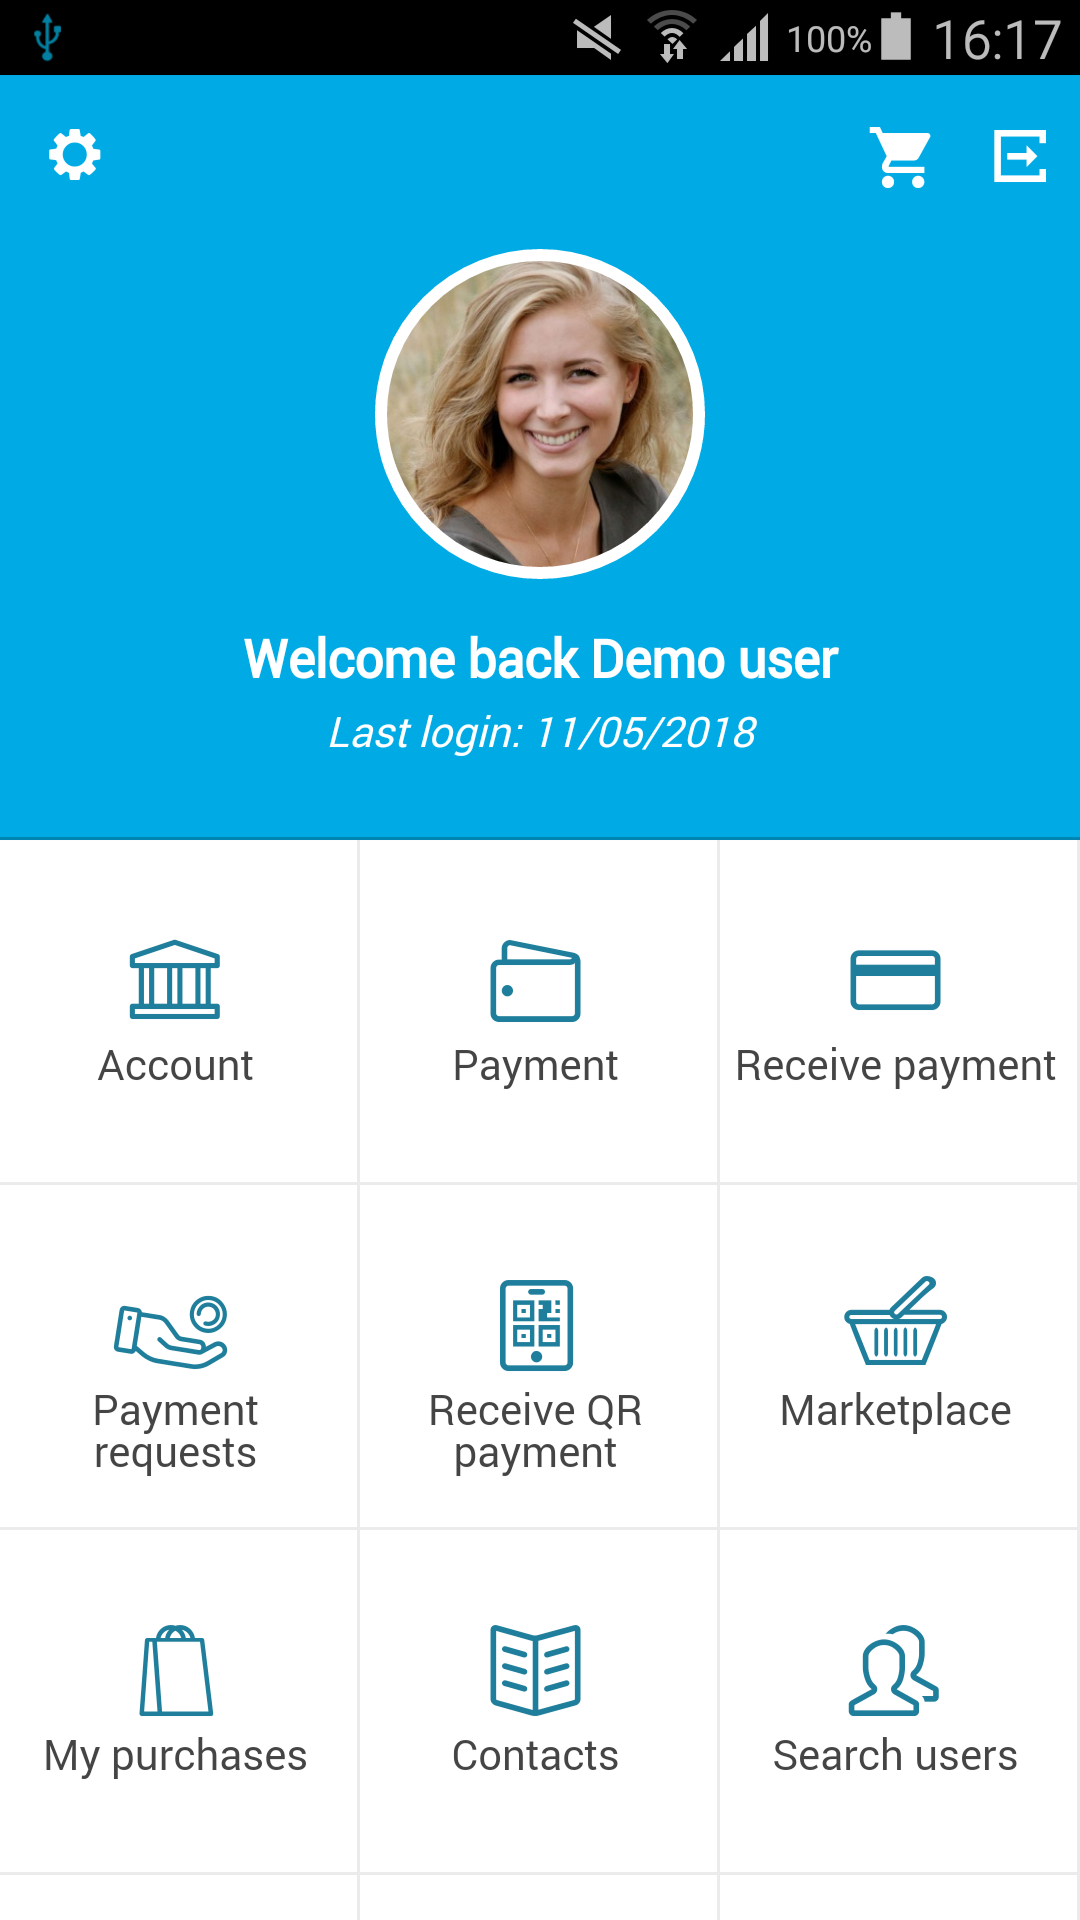 100% 16:17
Welcome back Demo user
Last login: 11/05/2018
Account
Payment
Receive payment
Payment
requests
Receive QR
payment
Marketplace
My purchases
Contacts
Search users